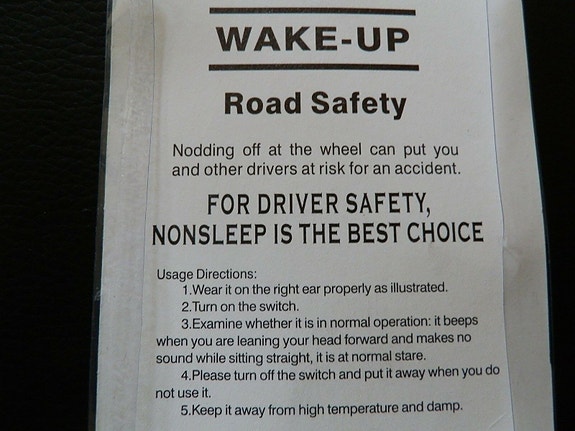 WAKE-UP
Road Safety
Nodding off at the wheel can put you
and other drivers at risk for an accident.
FOR DRIVER SAFETY,
NONSLEEP IS THE BEST CHOICE
Usage Directions:
1.Wear it on the right ear properly as illustrated.
2.Turn on the switch.
3.Examine whether it is in normal operation: it beeps
when you are leaning your head forward and makes no
sound while sitting straight, it is at normal stare.
4.Please turn off the switch and put it away when you do
not use it.
5.Keep it away from high temperature and damp.